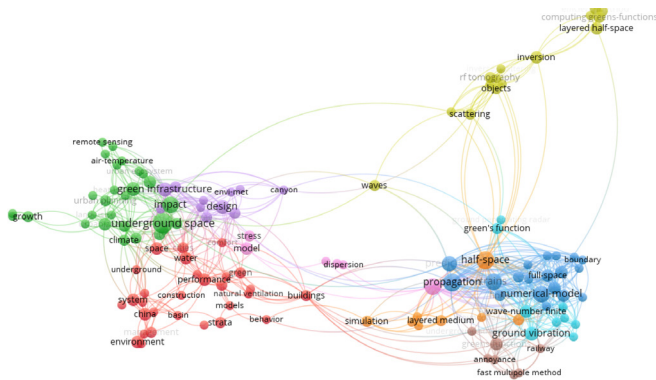 computing greens-functions
layered half-space
inversion
rf tomography
objects
scattering
remote sensing
air-temperature
green infrastructure
envi-met
canyon
waves
impact
design
growth
underground space
green's function
climate
stress
space
model
water
half-space
boundary
dispersion
underground
full-space
green
performance
propagation
numerical-model
natural ventilation
buildings
construction
system
models
wave-number finite
china
basin
strata
behavior
simulation
layered medium
ground vibration
environment
railway
annoyance
fast multipole method